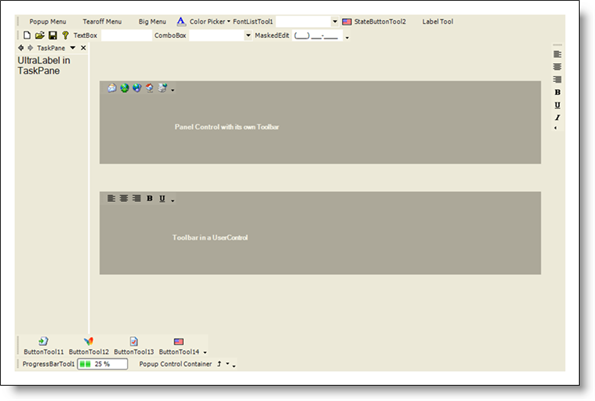 Popup Menu Tearoff Menu Big Menu A Color Picker FontListTool1 StateButtonTool2 Label Tool
TextBox ComboBox MaskedEdit (___) ___-____
TaskPane
UltraLabel in
TaskPane
B
U
I
Panel Control with its own Toolbar
B U
Toolbar in a UserControl
ButtonTool11 ButtonTool12 ButtonTool13 ButtonTool14
ProgressBarTool1 25 % Popup Control Container